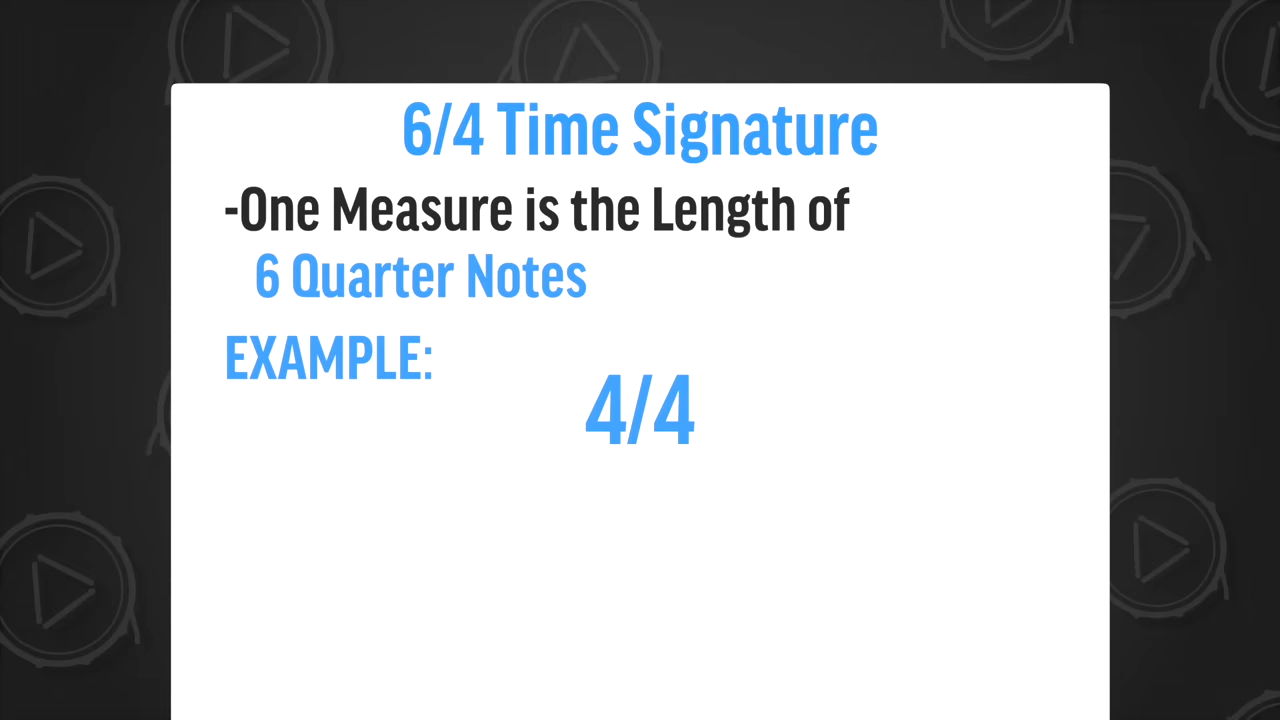 6/4 Time Signature
-One Measure is the Length of
6 Quarter Notes
EXAMPLE:
4/4